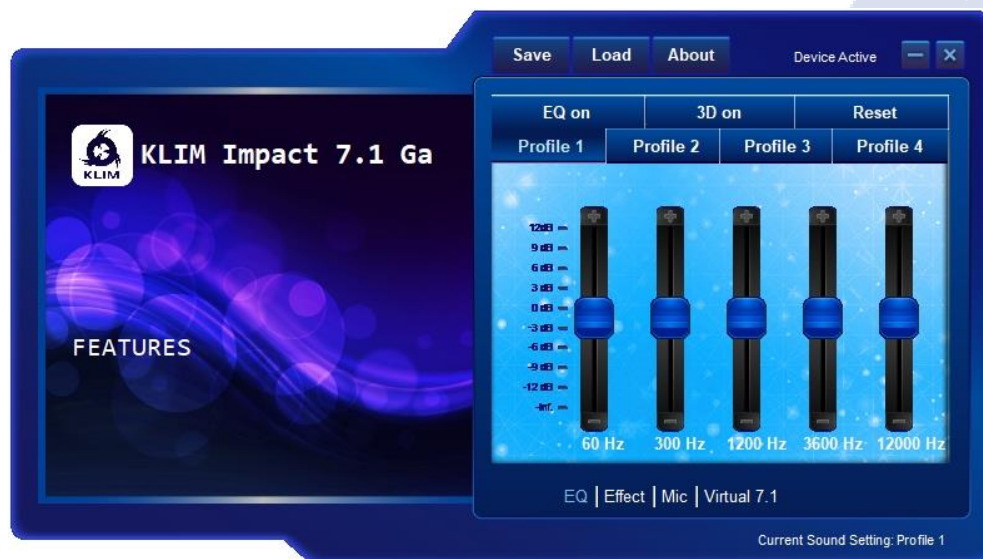 Save Load About Device Active
EQ on 3D on Reset
Profile 1 Profile 2 Profile 3 Profile 4
KLIM
KLIM Impact 7.1 Ga
FEATURES
12dB
9 dB
6 dB
3 dB
0 dB
-3 dB
-6 dB
-9 dB
-12 dB
-Inf.
60 Hz 300 Hz 1200 Hz 3600 Hz 12000 Hz
EQ | Effect | Mic | Virtual 7.1
Current Sound Setting: Profile 1